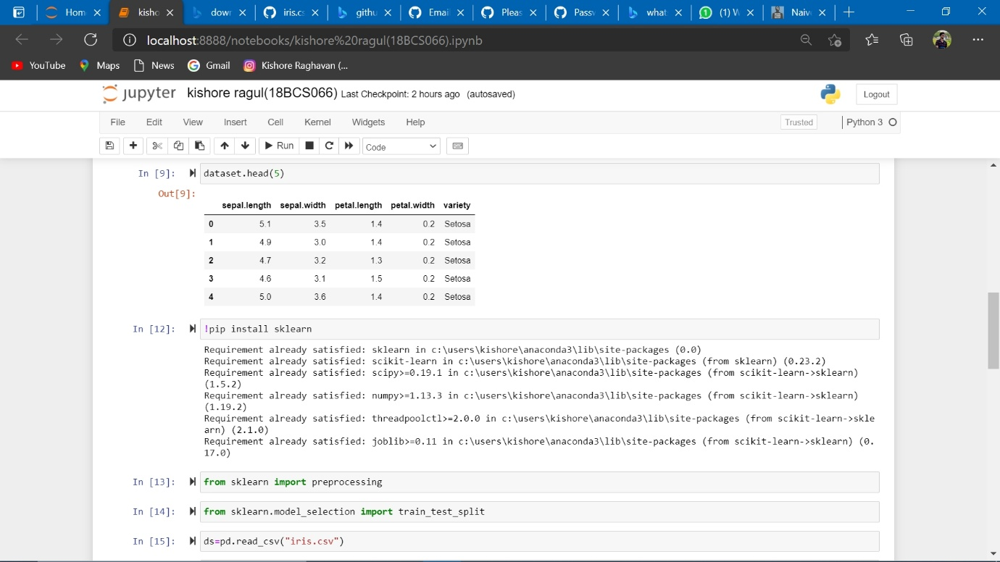 Hom
kisho
dowr
iris.cs
githu
Email
Pleas
Passw
what
(1) W
Naiv
localhost:8888/notebooks/kishore%20ragul(18BCS066).ipynb
YouTube Maps News Gmail Kishore Raghavan (...
jupyter kishore ragul(18BCS066) Last Checkpoint: 2 hours ago (autosaved)
Logout
File Edit View Insert Cell Kernel Widgets Help
Trusted
Python 3
Run
Code
In [9]: dataset.head(5)
Out[9]:
sepal.length sepal.width petal.length petal.width variety
0 5.1 3.5 1.4 0.2 Setosa
1 4.9 3.0 1.4 0.2 Setosa
2 4.7 3.2 1.3 0.2 Setosa
3 4.6 3.1 1.5 0.2 Setosa
4 5.0 3.6 1.4 0.2 Setosa
In [12]: !pip install sklearn
Requirement already satisfied: sklearn in c:\users\kishore\anaconda3\lib\site-packages (0.0)
Requirement already satisfied: scikit-learn in c:\users\kishore\anaconda3\lib\site-packages (from sklearn) (0.23.2)
Requirement already satisfied: scipy>=0.19.1 in c:\users\kishore\anaconda3\lib\site-packages (from scikit-learn->sklearn)
(1.5.2)
Requirement already satisfied: numpy>=1.13.3 in c:\users\kishore\anaconda3\lib\site-packages (from scikit-learn->sklearn)
(1.19.2)
Requirement already satisfied: threadpoolctl>=2.0.0 in c:\users\kishore\anaconda3\lib\site-packages (from scikit-learn->skle
arn) (2.1.0)
Requirement already satisfied: joblib>=0.11 in c:\users\kishore\anaconda3\lib\site-packages (from scikit-learn->sklearn) (0.
17.0)
In [13]: from sklearn import preprocessing
In [14]: from sklearn.model_selection import train_test_split
In [15]: ds=pd.read_csv("iris.csv")